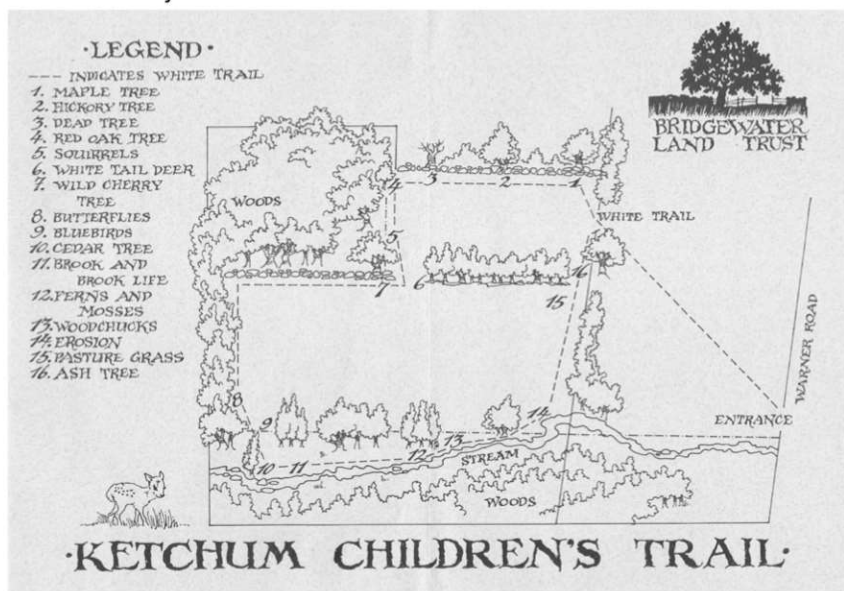 ·LEGEND·
--- INDICATES WHITE TRAIL
1. MAPLE TREE
2. HICKORY TREE
3. DEAD TREE
4. RED OAK TREE
5. SQUIRRELS
6. WHITE TAIL DEER
7. WILD CHERRY
TREE
8. BUTTERFLIES
9. BLUEBIRDS
10. CEDAR TREE
11. BROOK AND
BROOK LIFE
12. FERNS AND
MOSSES
13. WOODCHUCKS
14. EROSION
15. PASTURE GRASS
16. ASH TREE
BRIDGEWATER
LAND TRUST
4
3
2
1
WOODS
WHITE TRAIL
5
7
6
16
15
WARNER ROAD
8
9
14
ENTRANCE
13
12
10
11
STREAM
WOODS
·KETCHUM CHILDREN'S TRAIL·